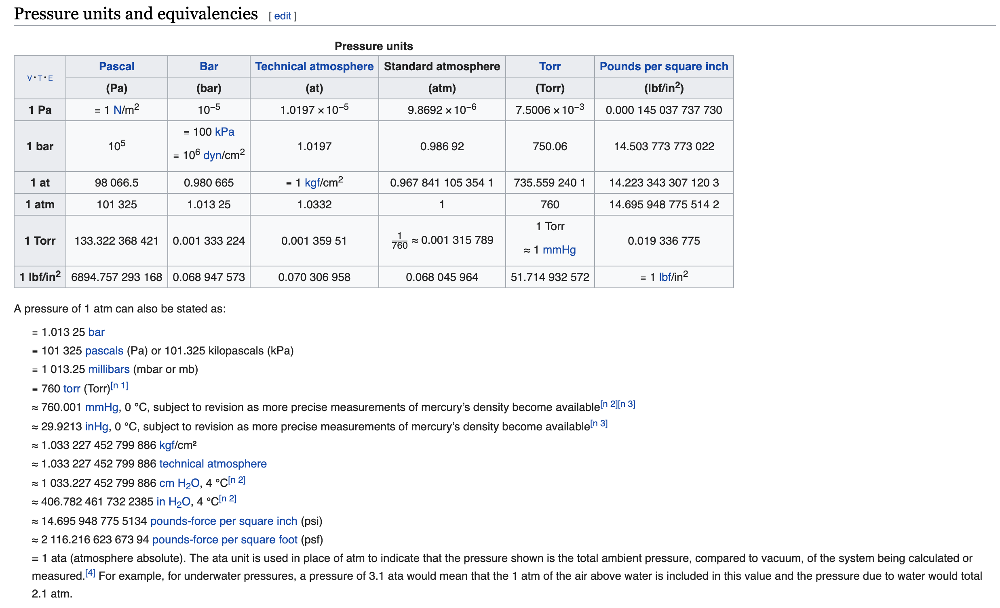 Pressure units and equivalencies [ edit ]
Pressure units
V · T · E
Pascal Bar Technical atmosphere Standard atmosphere Torr Pounds per square inch
(Pa) (bar) (at) (atm) (Torr) (lbf/in²)
1 Pa ≡ 1 N/m² 10⁻⁵ 1.0197 × 10⁻⁵ 9.8692 × 10⁻⁶ 7.5006 × 10⁻³ 0.000 145 037 737 730
1 bar 10⁵ ≡ 100 kPa ≡ 10⁶ dyn/cm² 1.0197 0.986 92 750.06 14.503 773 773 022
1 at 98 066.5 0.980 665 ≡ 1 kgf/cm² 0.967 841 105 354 1 735.559 240 1 14.223 343 307 120 3
1 atm 101 325 1.013 25 1.0332 1 760 14.695 948 775 514 2
1 Torr 133.322 368 421 0.001 333 224 0.001 359 51 1/760 ≈ 0.001 315 789 1 Torr ≈ 1 mmHg 0.019 336 775
1 lbf/in² 6894.757 293 168 0.068 947 573 0.070 306 958 0.068 045 964 51.714 932 572 ≡ 1 lbf/in²
A pressure of 1 atm can also be stated as:
≡ 1.013 25 bar
≡ 101 325 pascals (Pa) or 101.325 kilopascals (kPa)
≡ 1 013.25 millibars (mbar or mb)
≡ 760 torr (Torr)[n 1]
≈ 760.001 mmHg, 0 °C, subject to revision as more precise measurements of mercury’s density become available[n 2][n 3]
≈ 29.9213 inHg, 0 °C, subject to revision as more precise measurements of mercury’s density become available[n 3]
≈ 1.033 227 452 799 886 kgf/cm²
≈ 1.033 227 452 799 886 technical atmosphere
≈ 1 033.227 452 799 886 cm H₂O, 4 °C[n 2]
≈ 406.782 461 732 2385 in H₂O, 4 °C[n 2]
≈ 14.695 948 775 5134 pounds-force per square inch (psi)
≈ 2 116.216 623 673 94 pounds-force per square foot (psf)
= 1 ata (atmosphere absolute). The ata unit is used in place of atm to indicate that the pressure shown is the total ambient pressure, compared to vacuum, of the system being calculated or
measured.[4] For example, for underwater pressures, a pressure of 3.1 ata would mean that the 1 atm of the air above water is included in this value and the pressure due to water would total
2.1 atm.